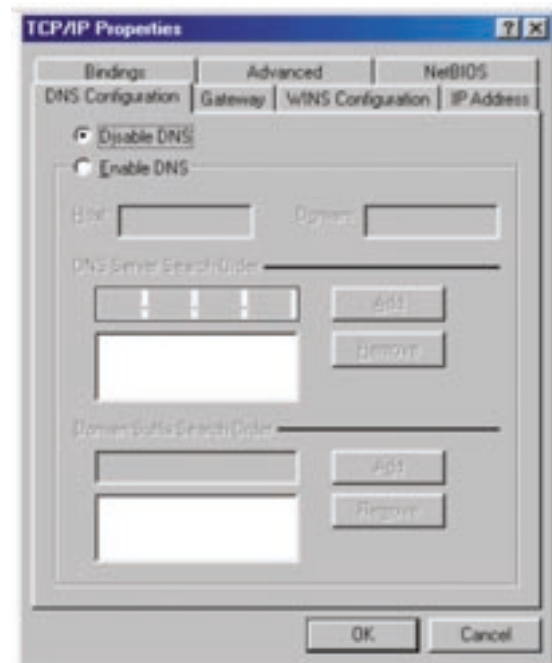 TCP/IP Properties
Bindings Advanced NetBIOS
DNS Configuration Gateway WINS Configuration IP Address
Disable DNS
Enable DNS
Host: Domain:
DNS Server Search Order
Add
Remove
Domain Suffix Search Order
Add
Remove
OK Cancel